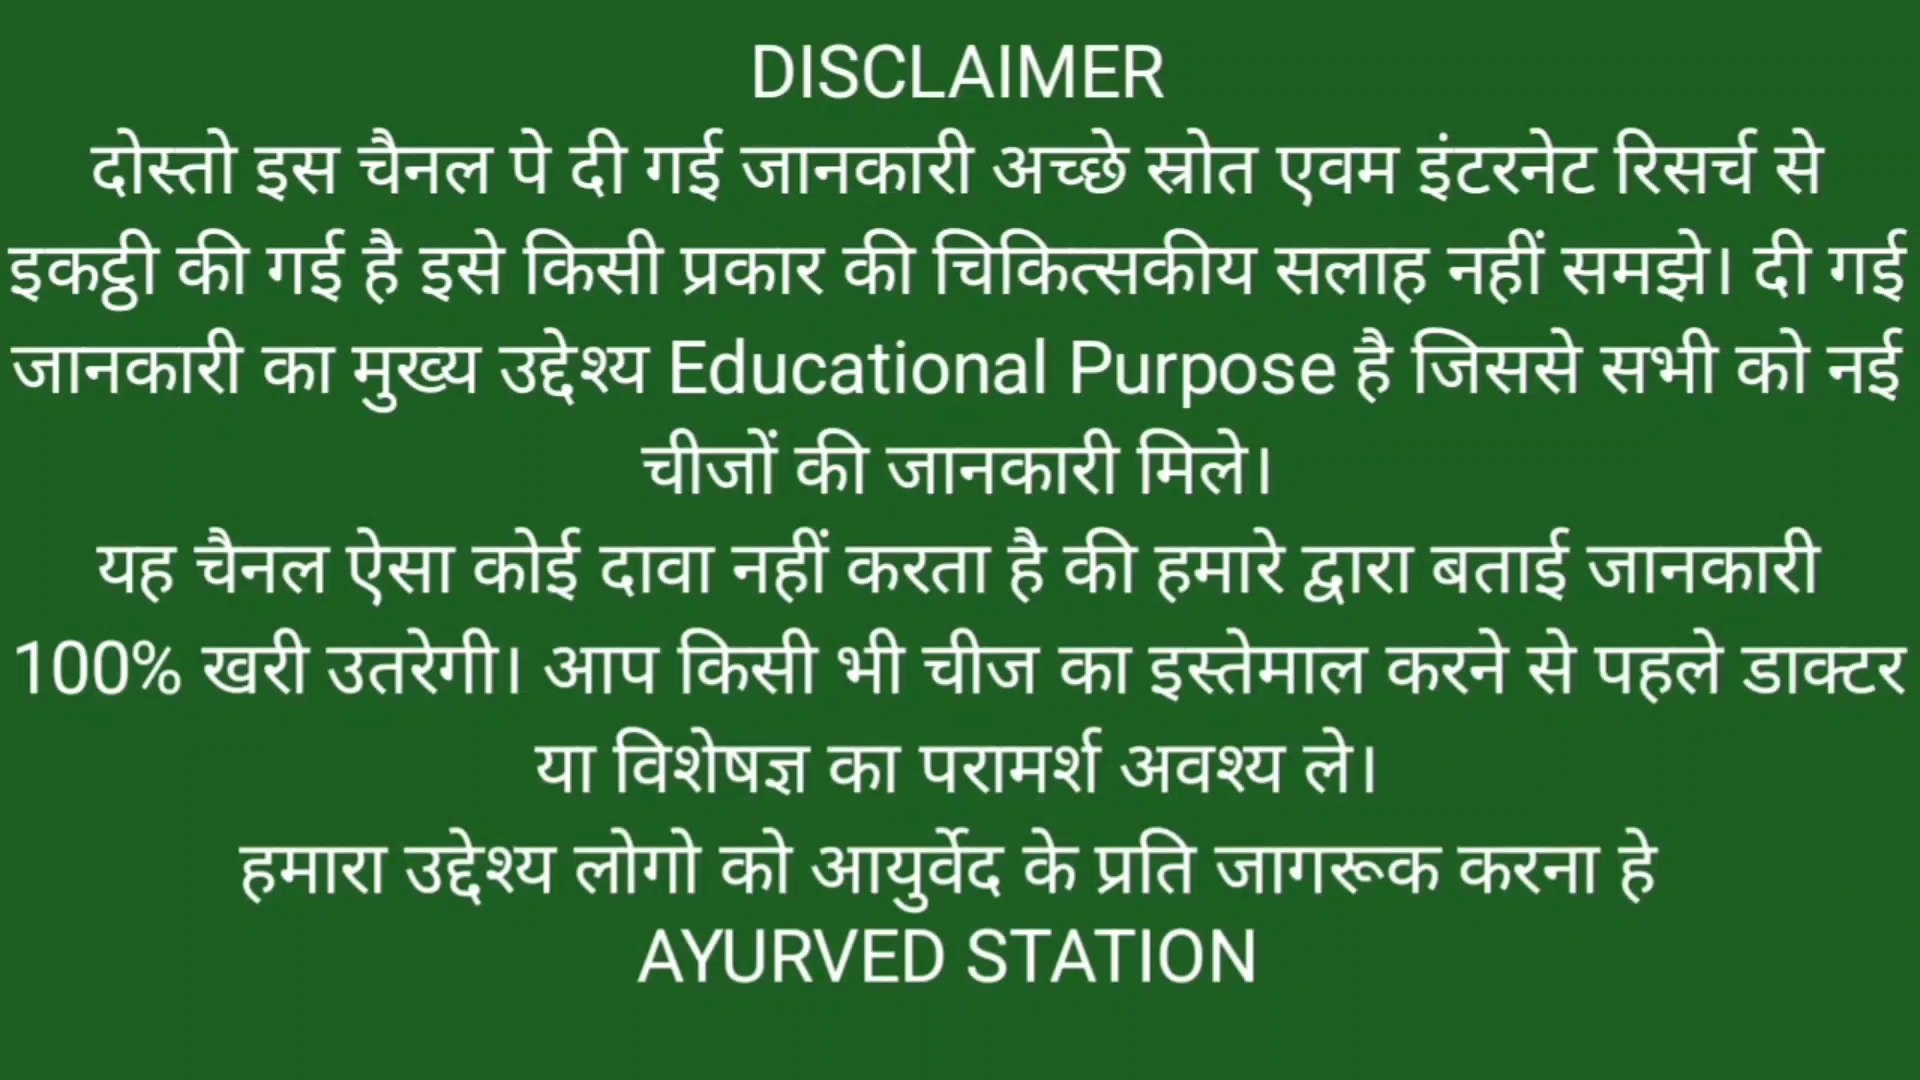 DISCLAIMER
दोस्तो इस चैनल पे दी गई जानकारी अच्छे स्रोत एवम इंटरनेट रिसर्च से
इकट्ठी की गई है इसे किसी प्रकार की चिकित्सकीय सलाह नहीं समझे। दी गई
जानकारी का मुख्य उद्देश्य Educational Purpose है जिससे सभी को नई
चीजों की जानकारी मिले।
यह चैनल ऐसा कोई दावा नहीं करता है की हमारे द्वारा बताई जानकारी
100% खरी उतरेगी। आप किसी भी चीज का इस्तेमाल करने से पहले डाक्टर
या विशेषज्ञ का परामर्श अवश्य ले।
हमारा उद्देश्य लोगो को आयुर्वेद के प्रति जागरूक करना हे
AYURVED STATION